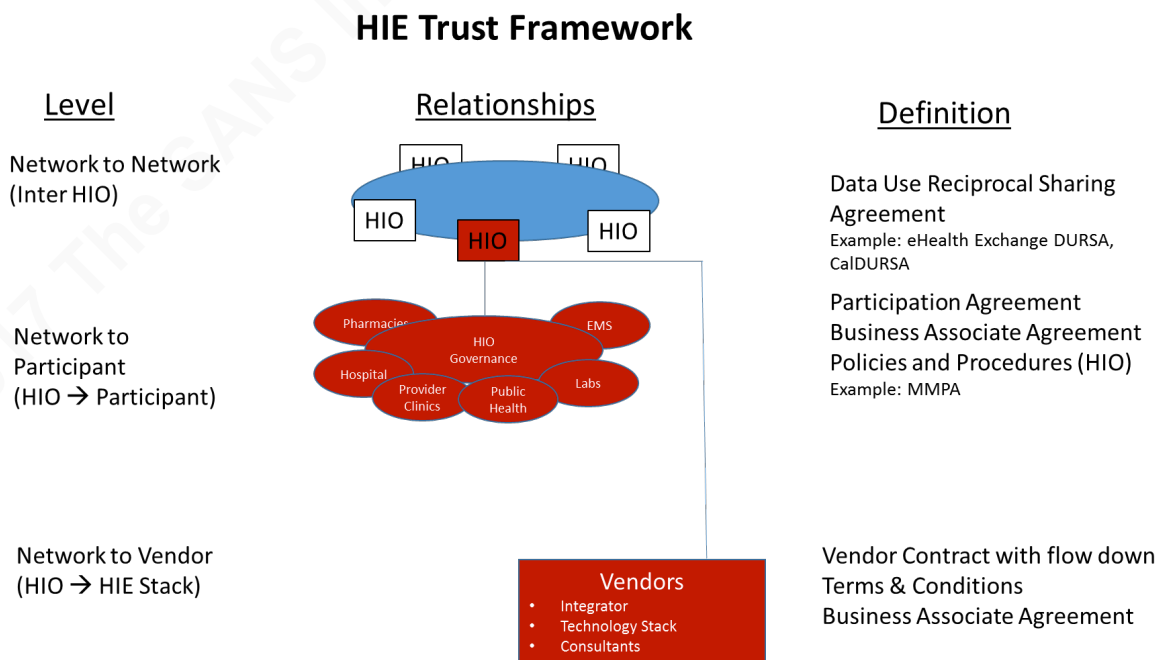 HIE Trust Framework
Level
Relationships
Definition
Network to Network
(Inter HIO)
HIO
HIO
HIO
HIO
HIO
Data Use Reciprocal Sharing
Agreement
Example: eHealth Exchange DURSA,
CalDURSA
Network to
Participant
(HIO → Participant)
Pharmacies
EMS
HIO
Governance
Hospital
Labs
Provider
Clinics
Public
Health
Participation Agreement
Business Associate Agreement
Policies and Procedures (HIO)
Example: MMPA
Network to Vendor
(HIO → HIE Stack)
Vendors
• Integrator
• Technology Stack
• Consultants
Vendor Contract with flow down
Terms & Conditions
Business Associate Agreement
The SANS